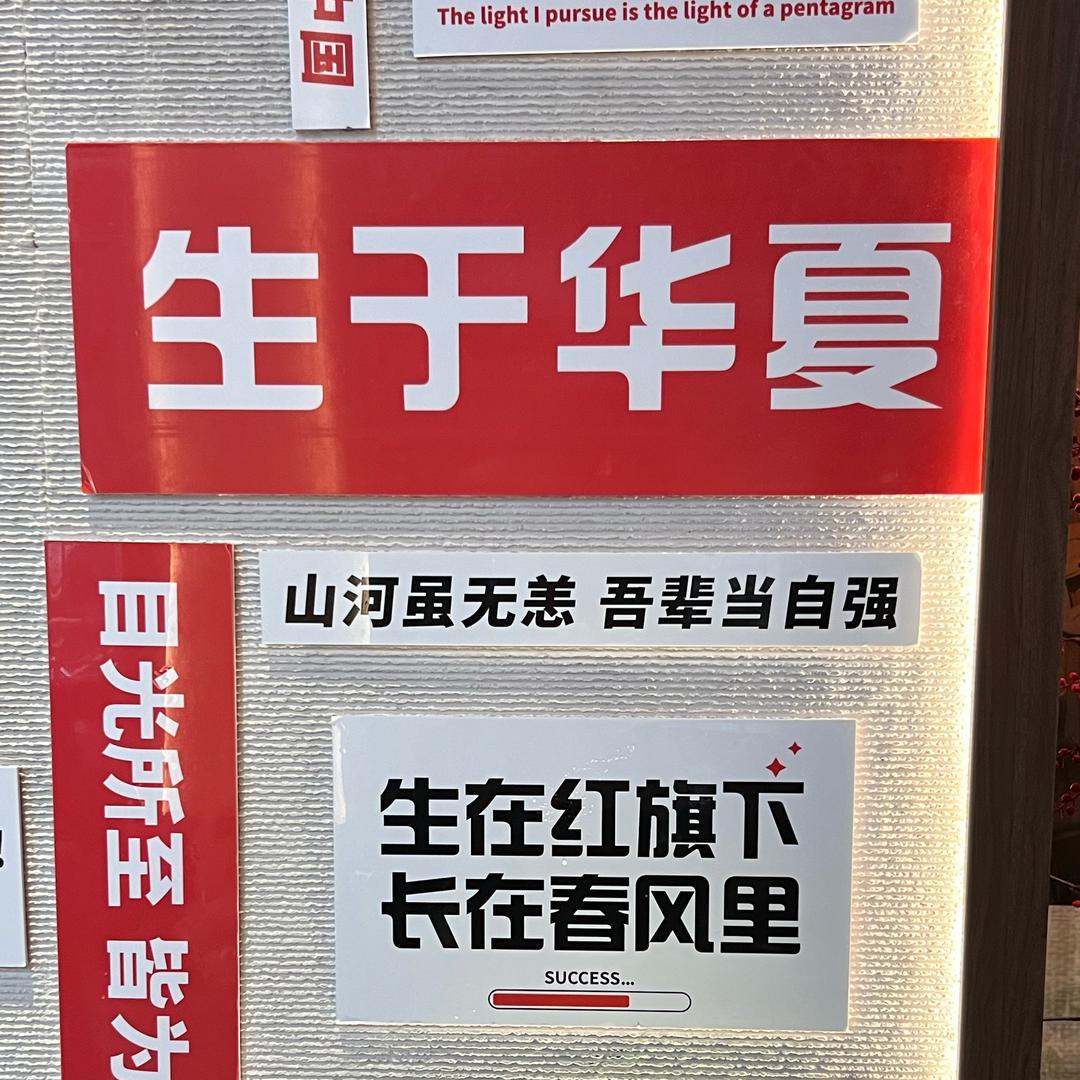 The light I pursue is the light of a pentagram
国
生于华夏
山河虽无恙 吾辈当自强
目光所至 皆为
生在红旗下
长在春风里
SUCCESS...